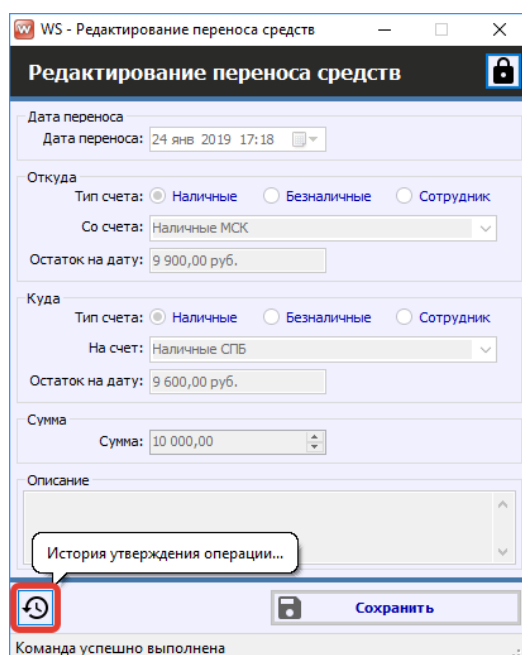 WS - Редактирование переноса средств
Редактирование переноса средств
Дата переноса
Дата переноса: 24 янв 2019 17:18
Откуда
Тип счета: Наличные Безналичные Сотрудник
Со счета: Наличные МСК
Остаток на дату: 9 900,00 руб.
Куда
Тип счета: Наличные Безналичные Сотрудник
На счет: Наличные СПБ
Остаток на дату: 9 600,00 руб.
Сумма
Сумма: 10 000,00
Описание
История утверждения операции...
Сохранить
Команда успешно выполнена